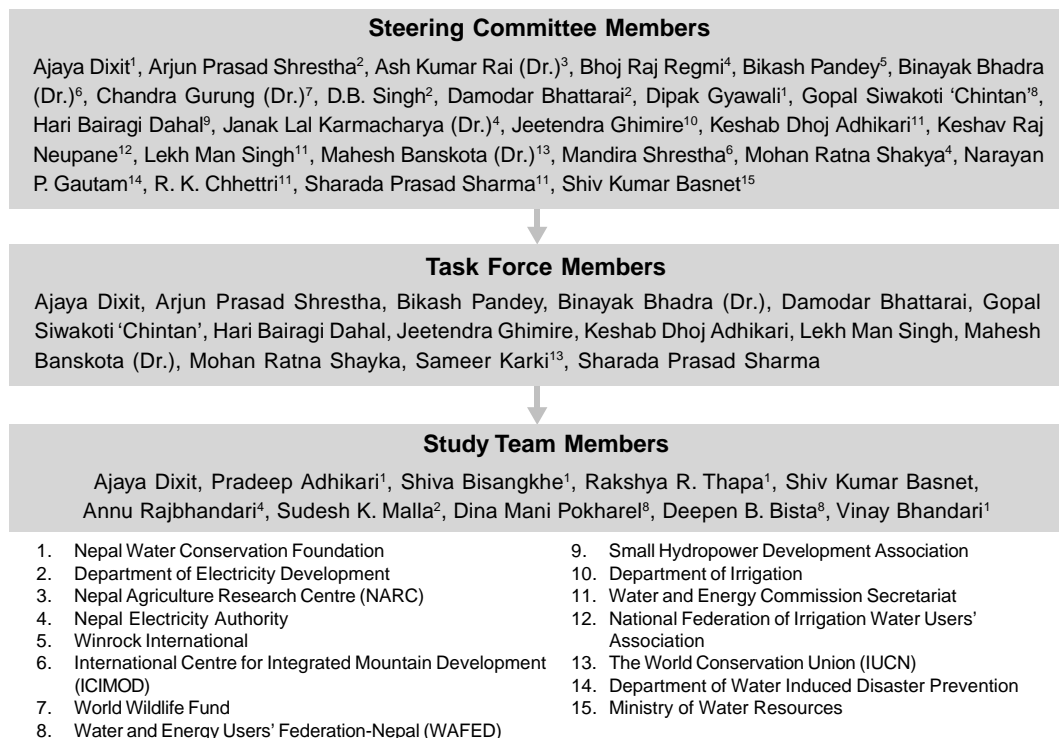 Steering Committee Members
Ajaya Dixit¹, Arjun Prasad Shrestha², Ash Kumar Rai (Dr.)³, Bhoj Raj Regmi⁴, Bikash Pandey⁵, Binayak Bhadra
(Dr.)⁶, Chandra Gurung (Dr.)⁷, D.B. Singh², Damodar Bhattarai², Dipak Gyawali¹, Gopal Siwakoti ‘Chintan’⁸,
Hari Bairagi Dahal⁹, Janak Lal Karmacharya (Dr.)⁴, Jeetendra Ghimire¹⁰, Keshab Dhoj Adhikari¹¹, Keshav Raj
Neupane¹², Lekh Man Singh¹¹, Mahesh Banskota (Dr.)¹³, Mandira Shrestha⁶, Mohan Ratna Shakya⁴, Narayan
P. Gautam¹⁴, R. K. Chhettri¹¹, Sharada Prasad Sharma¹¹, Shiv Kumar Basnet¹⁵
Task Force Members
Ajaya Dixit, Arjun Prasad Shrestha, Bikash Pandey, Binayak Bhadra (Dr.), Damodar Bhattarai, Gopal
Siwakoti ‘Chintan’, Hari Bairagi Dahal, Jeetendra Ghimire, Keshab Dhoj Adhikari, Lekh Man Singh, Mahesh
Banskota (Dr.), Mohan Ratna Shayka, Sameer Karki¹³, Sharada Prasad Sharma
Study Team Members
Ajaya Dixit, Pradeep Adhikari¹, Shiva Bisangkhe¹, Rakshya R. Thapa¹, Shiv Kumar Basnet,
Annu Rajbhandari⁴, Sudesh K. Malla², Dina Mani Pokharel⁸, Deepen B. Bista⁸, Vinay Bhandari¹
1. Nepal Water Conservation Foundation
2. Department of Electricity Development
3. Nepal Agriculture Research Centre (NARC)
4. Nepal Electricity Authority
5. Winrock International
6. International Centre for Integrated Mountain Development
(ICIMOD)
7. World Wildlife Fund
8. Water and Energy Users’ Federation-Nepal (WAFED)
9. Small Hydropower Development Association
10. Department of Irrigation
11. Water and Energy Commission Secretariat
12. National Federation of Irrigation Water Users’
Association
13. The World Conservation Union (IUCN)
14. Department of Water Induced Disaster Prevention
15. Ministry of Water Resources